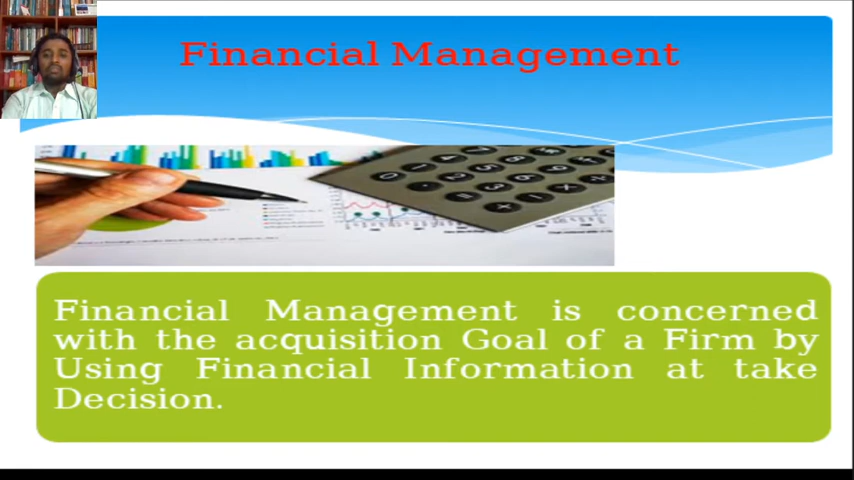 Financial Management
Financial Management is concerned
with the acquisition Goal of a Firm by
Using Financial Information at take
Decision.